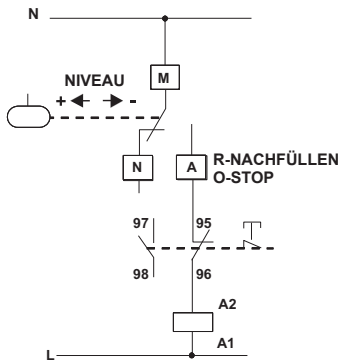 N
M
NIVEAU
+ -
N
A
R-NACHFÜLLEN
O-STOP
97
95
98
96
A2
A1
L